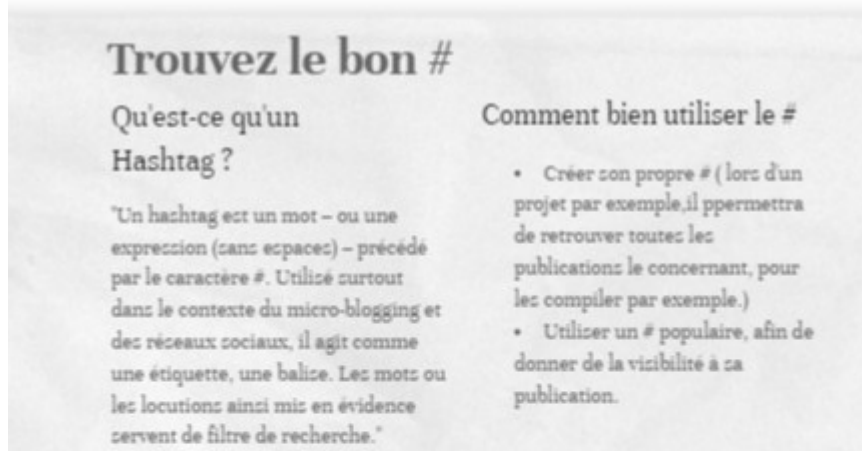 Trouvez le bon #
Qu'est-ce qu'un
Hashtag ?
"Un hashtag est un mot – ou une
expression (sans espaces) – précédé
par le caractère #. Utilisé surtout
dans le contexte du micro-blogging et
des réseaux sociaux, il agit comme
une étiquette, une balise. Les mots ou
les locutions ainsi mis en évidence
servent de filtre de recherche."
Comment bien utiliser le #
• Créer son propre # ( lors d'un
projet par exemple,il ppermettra
de retrouver toutes les
publications le concernant, pour
les compiler par exemple.)
• Utiliser un # populaire, afin de
donner de la visibilité à sa
publication.